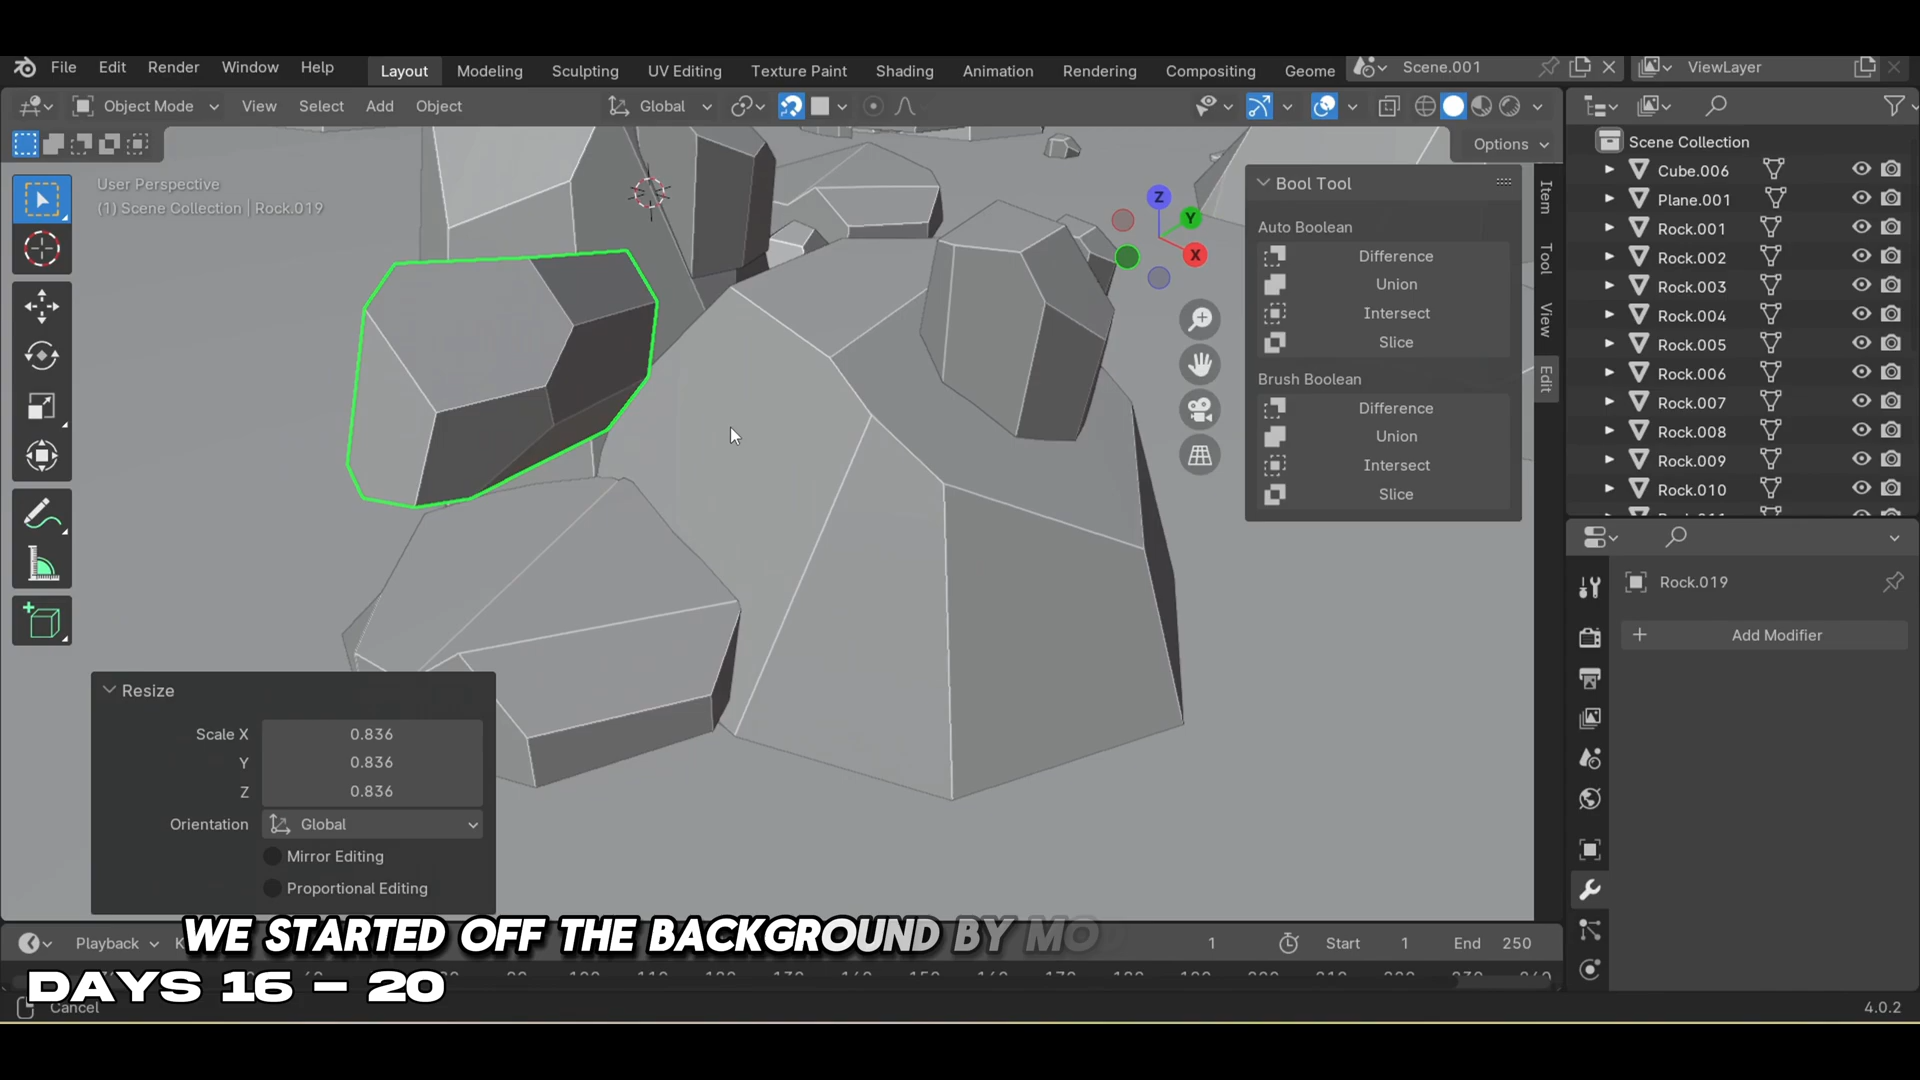 File Edit Render Window Help Layout Modeling Sculpting UV Editing Texture Paint Shading Animation Rendering Compositing Geome Scene.001 ViewLayer
Object Mode View Select Add Object Global
Options
User Perspective
(1) Scene Collection | Rock.019
Z
Y
X
Bool Tool
Auto Boolean
Difference
Union
Intersect
Slice
Brush Boolean
Difference
Union
Intersect
Slice
Item
Tool
View
Edit
Scene Collection
Cube.006
Plane.001
Rock.001
Rock.002
Rock.003
Rock.004
Rock.005
Rock.006
Rock.007
Rock.008
Rock.009
Rock.010
Rock.019
Add Modifier
Resize
Scale X 0.836
Y 0.836
Z 0.836
Orientation Global
Mirror Editing
Proportional Editing
WE STARTED OFF THE BACKGROUND BY MO
Playback 1 Start 1 End 250
DAYS 16 – 20
Cancel
4.0.2